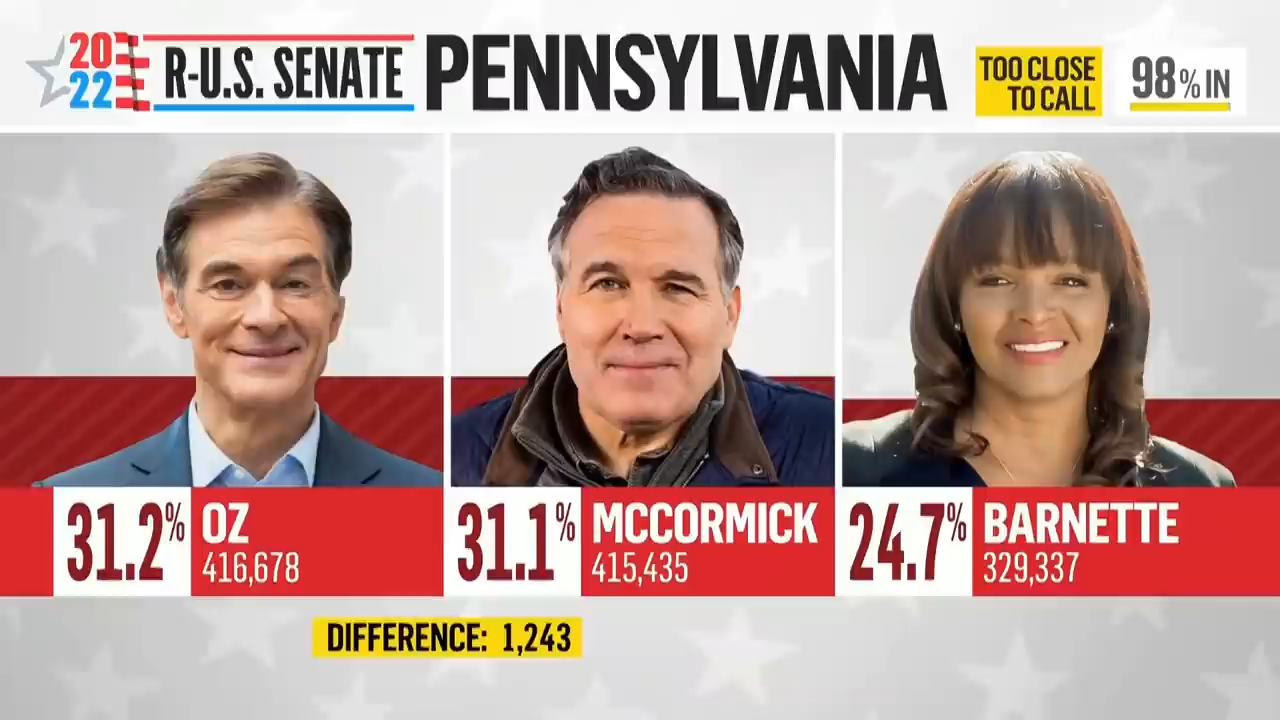 2022
R-U.S. SENATE PENNSYLVANIA
TOO CLOSE
TO CALL
98% IN
31.2% OZ
416,678
31.1% MCCORMICK
415,435
24.7% BARNETTE
329,337
DIFFERENCE: 1,243